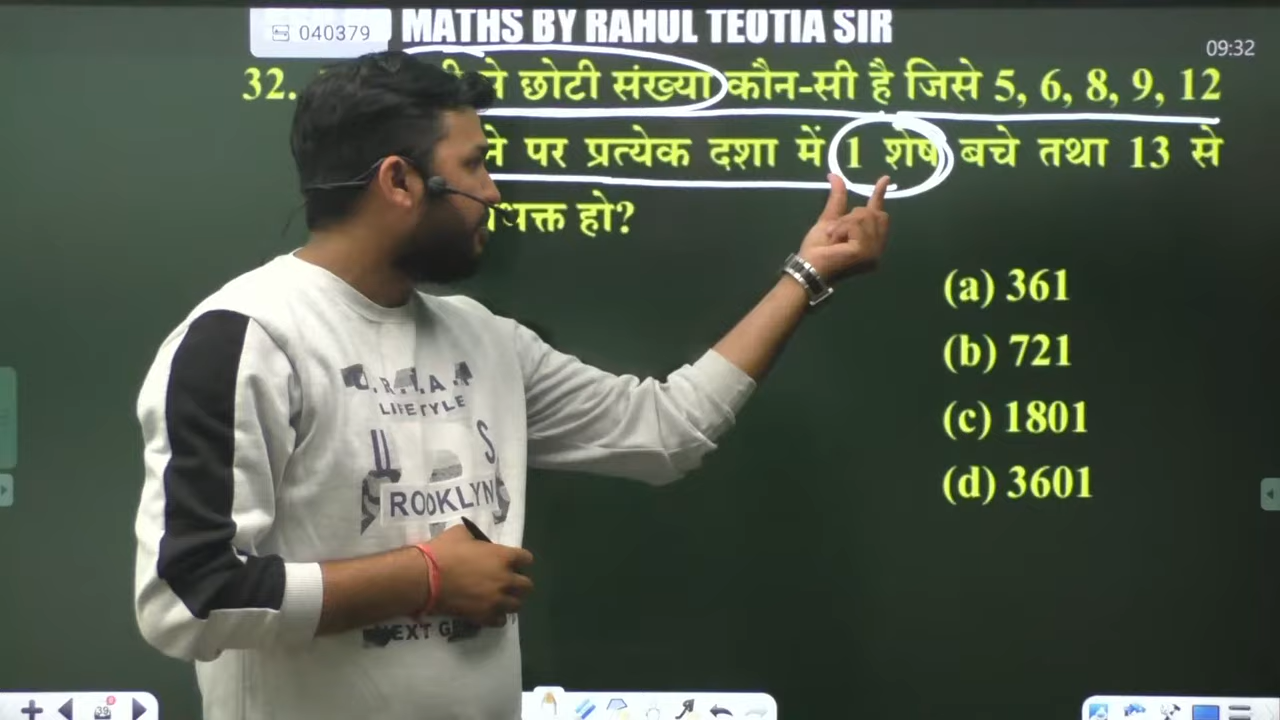 040379
MATHS BY RAHUL TEOTIA SIR
09:32
32. छोटी संख्या कौन-सी है जिसे 5, 6, 8, 9, 12
पर प्रत्येक दशा में 1 शेष बचे तथा 13 से
हो?
(a) 361
(b) 721
(c) 1801
(d) 3601
LIFESTYLE
ROOKLYN
NEXT